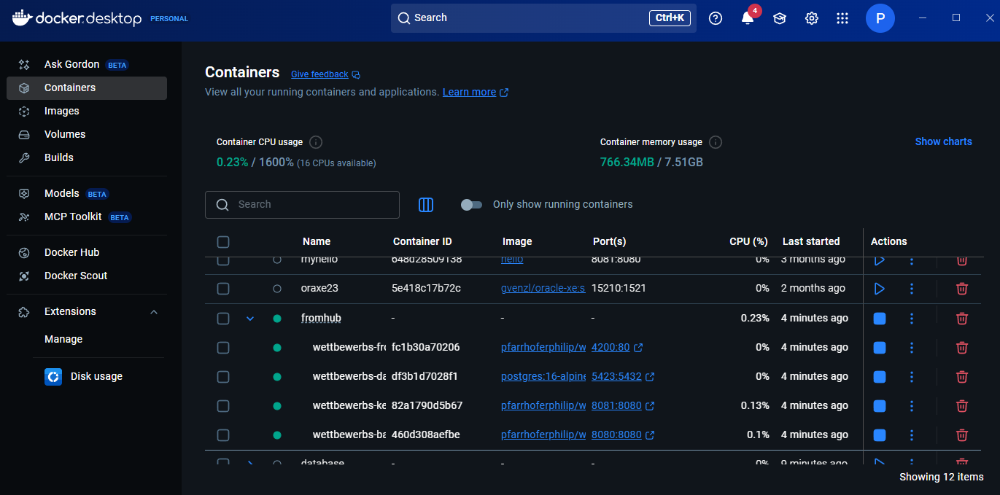 docker.desktop PERSONAL
Search Ctrl+K
4
P
Ask Gordon BETA
Containers
Images
Volumes
Builds
Models BETA
MCP Toolkit BETA
Docker Hub
Docker Scout
Extensions
Manage
Disk usage
Containers Give feedback
View all your running containers and applications. Learn more
Container CPU usage
0.23% / 1600% (16 CPUs available)
Container memory usage
766.34MB / 7.51GB
Show charts
Search
Only show running containers
Name Container ID Image Port(s) CPU (%) Last started Actions
myhello 648d28509138 hello 8081:8080 0% 3 months ago
oraxe23 5e418c17b72c gvenzl/oracle-xe:s 15210:1521 0% 2 months ago
fromhub - - - 0.23% 4 minutes ago
wettbewerbs-fro fc1b30a70206 pfarrhoferphilip/w 4200:80 0% 4 minutes ago
wettbewerbs-da df3b1d7028f1 postgres:16-alpine 5423:5432 0% 4 minutes ago
wettbewerbs-ke 82a1790d5b67 pfarrhoferphilip/w 8081:8080 0.13% 4 minutes ago
wettbewerbs-ba 460d308aefbe pfarrhoferphilip/w 8080:8080 0.1% 4 minutes ago
database - - - 0% 9 minutes ago
Showing 12 items